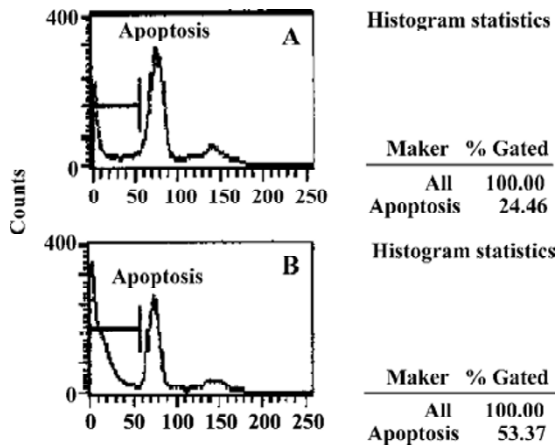 400
Apoptosis
A
0
0 50 100 150 200 250
Histogram statistics
Maker % Gated
All 100.00
Apoptosis 24.46
Counts
400
Apoptosis
B
0
0 50 100 150 200 250
Histogram statistics
Maker % Gated
All 100.00
Apoptosis 53.37